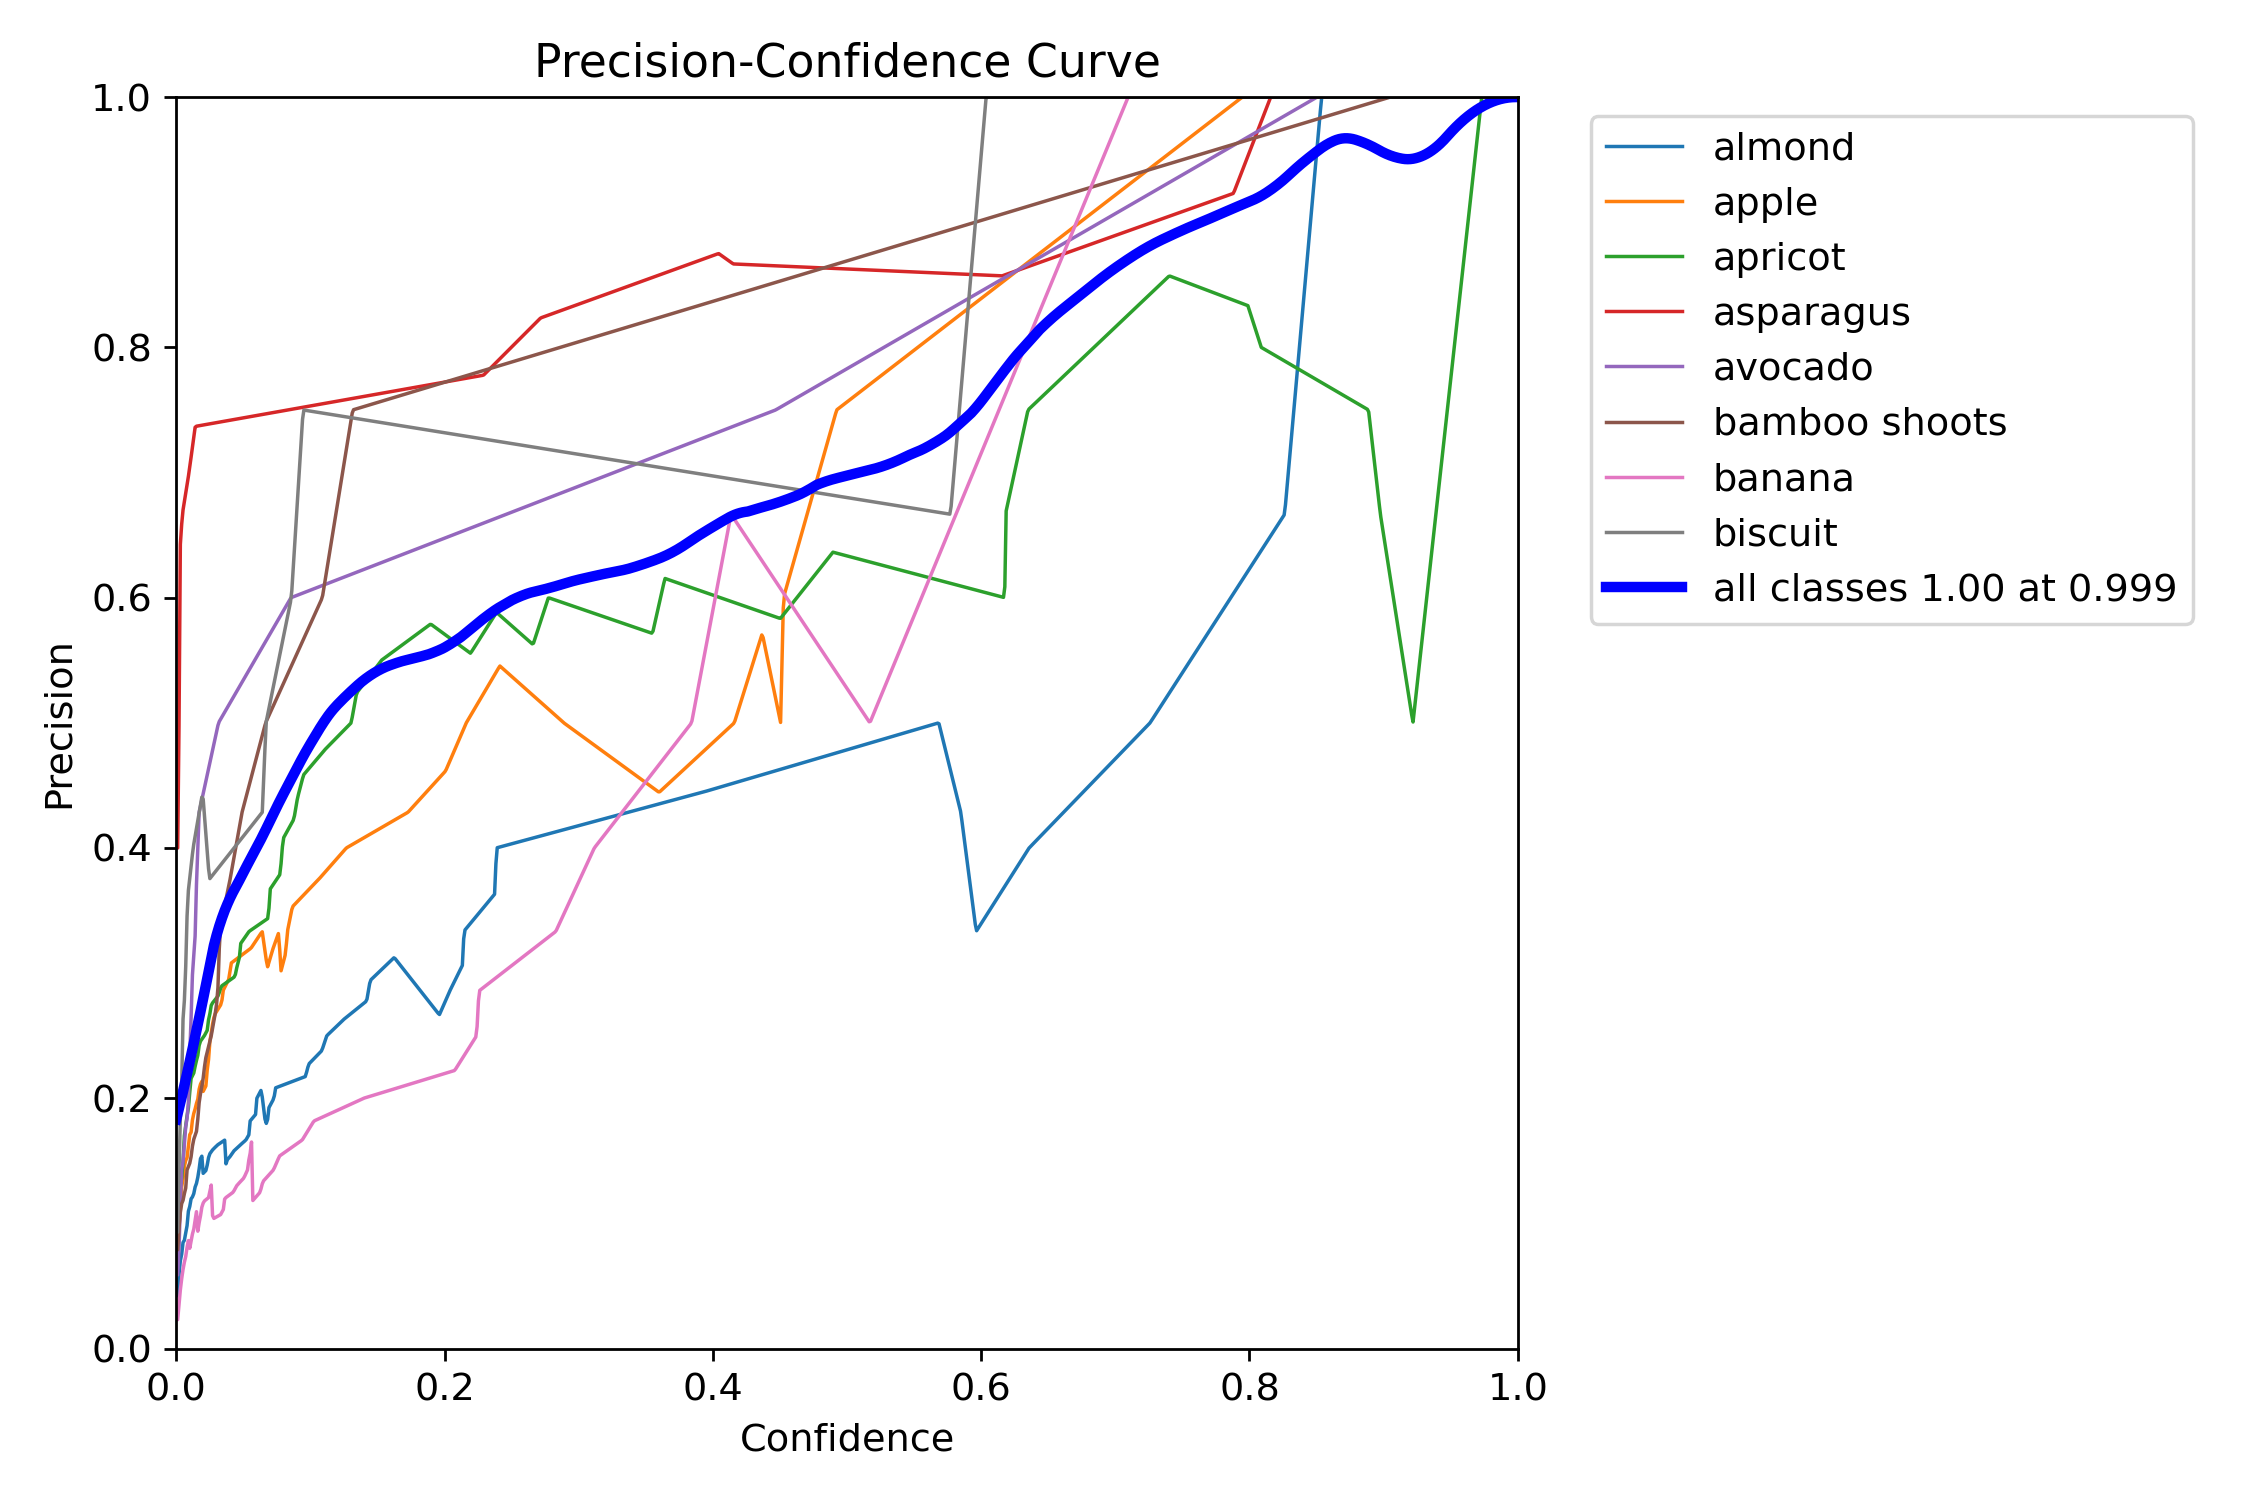 Precision-Confidence Curve
1.0
0.8
0.6
0.4
0.2
0.0
Precision
0.0 0.2 0.4 0.6 0.8 1.0
Confidence
almond
apple
apricot
asparagus
avocado
bamboo shoots
banana
biscuit
all classes 1.00 at 0.999